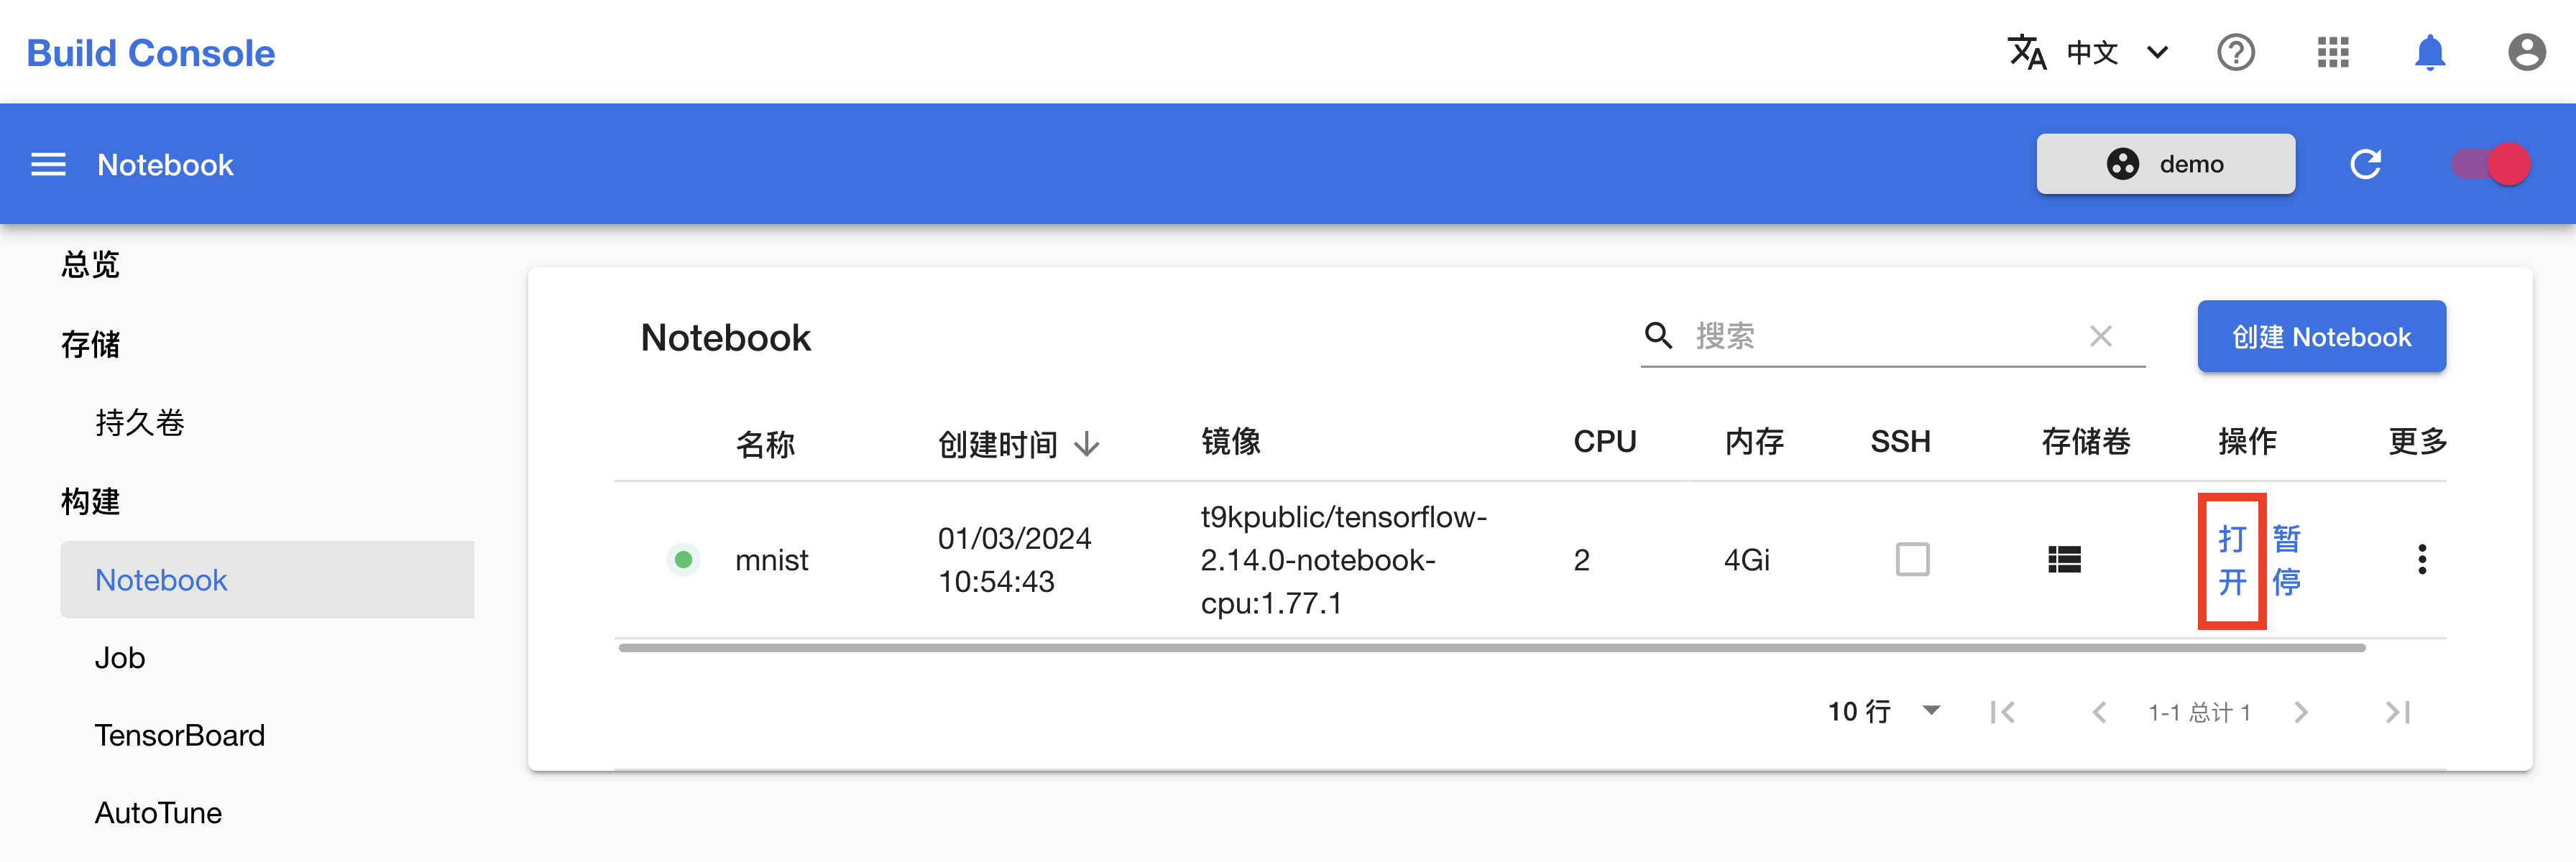 Build Console
中文
Notebook
demo
总览
存储
持久卷
构建
Notebook
Job
TensorBoard
AutoTune
Notebook
搜索
创建 Notebook
名称
创建时间
镜像
CPU
内存
SSH
存储卷
操作
更多
mnist
01/03/2024
10:54:43
t9kpublic/tensorflow-
2.14.0-notebook-
cpu:1.77.1
2
4Gi
打
开
暂
停
10 行
1-1 总计 1